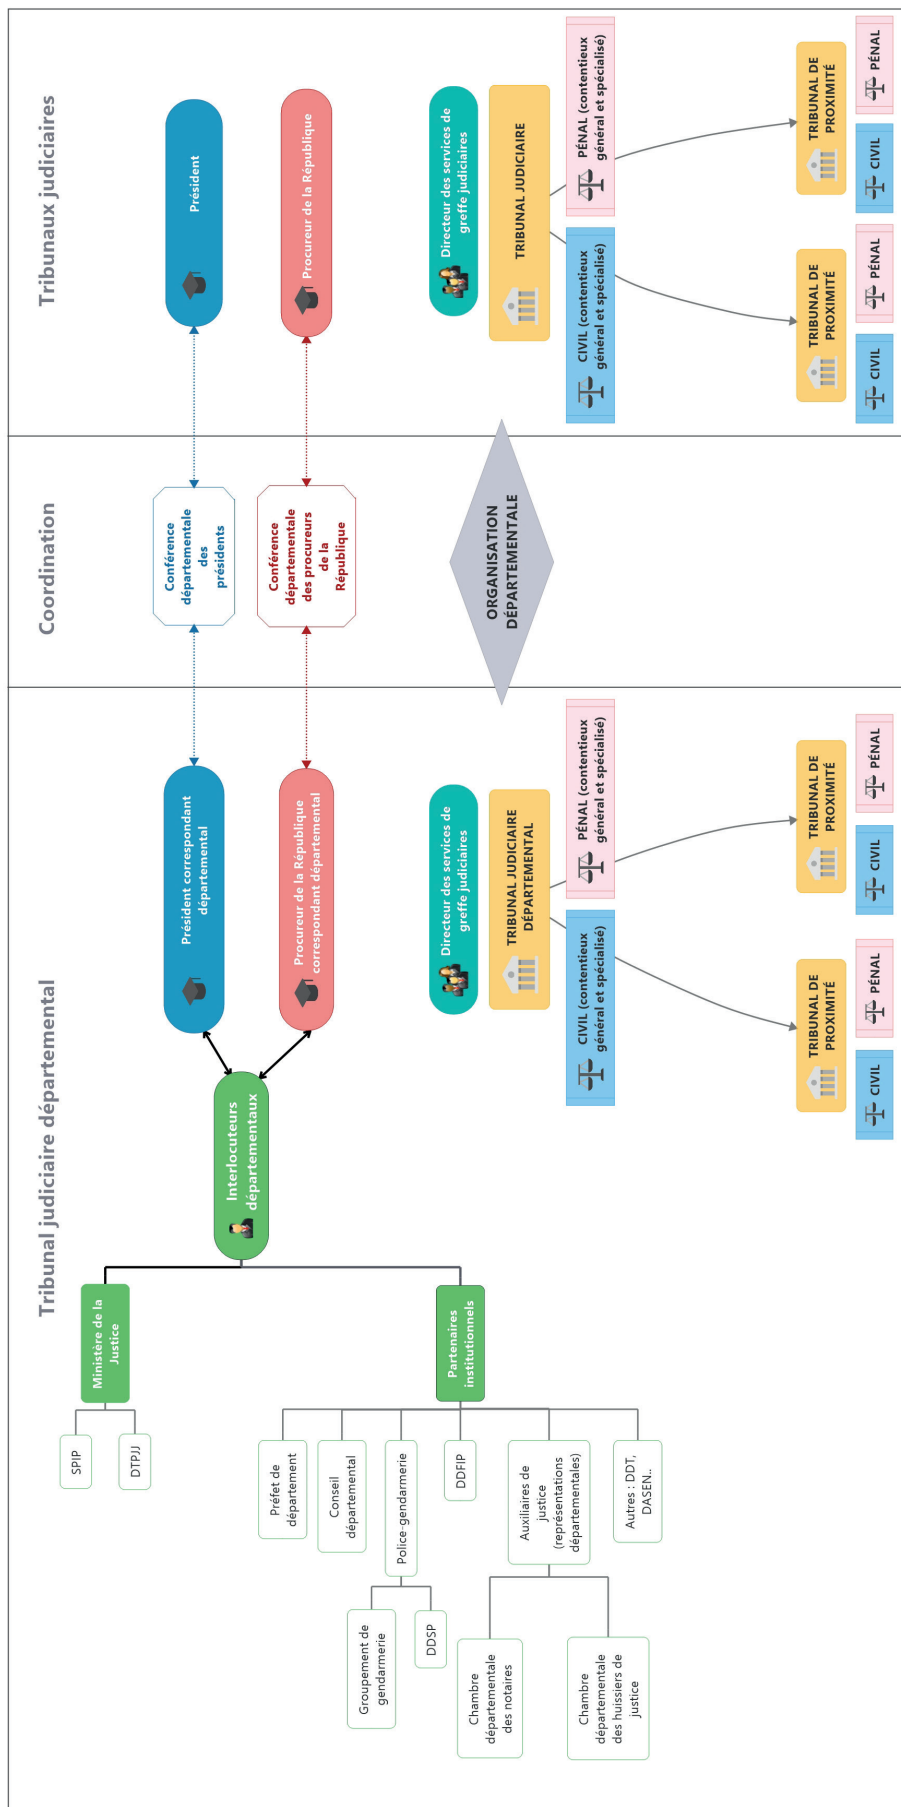 Tribunal judiciaire départemental
Ministère de la
Justice
SPIP
DTPJJ
Interlocuteurs
départementaux
Partenaires
institutionnels
Préfet de
département
Conseil
départemental
Police-gendarmerie
Groupement de
gendarmerie
DDSP
DDFIP
Auxiliaires de
justice
(représentations
départementales)
Chambre
départementale
des notaires
Chambre
départementale
des huissiers de
justice
Autres : DDT,
DASEN..
Président correspondant
départemental
Procureur de la République
correspondant départemental
Directeur des services de
greffe judiciaires
TRIBUNAL JUDICIAIRE
DÉPARTEMENTAL
CIVIL (contentieux
général et spécialisé)
PÉNAL (contentieux
général et spécialisé)
TRIBUNAL DE
PROXIMITÉ
CIVIL
PÉNAL
TRIBUNAL DE
PROXIMITÉ
CIVIL
PÉNAL
Coordination
Conférence
départementale
des
présidents
Conférence
départementale
des procureurs
de la
République
ORGANISATION
DÉPARTEMENTALE
Tribunaux judiciaires
Président
Procureur de la République
Directeur des services de
greffe judiciaires
TRIBUNAL JUDICIAIRE
CIVIL (contentieux
général et spécialisé)
PÉNAL (contentieux
général et spécialisé)
TRIBUNAL DE
PROXIMITÉ
CIVIL
PÉNAL
TRIBUNAL DE
PROXIMITÉ
CIVIL
PÉNAL